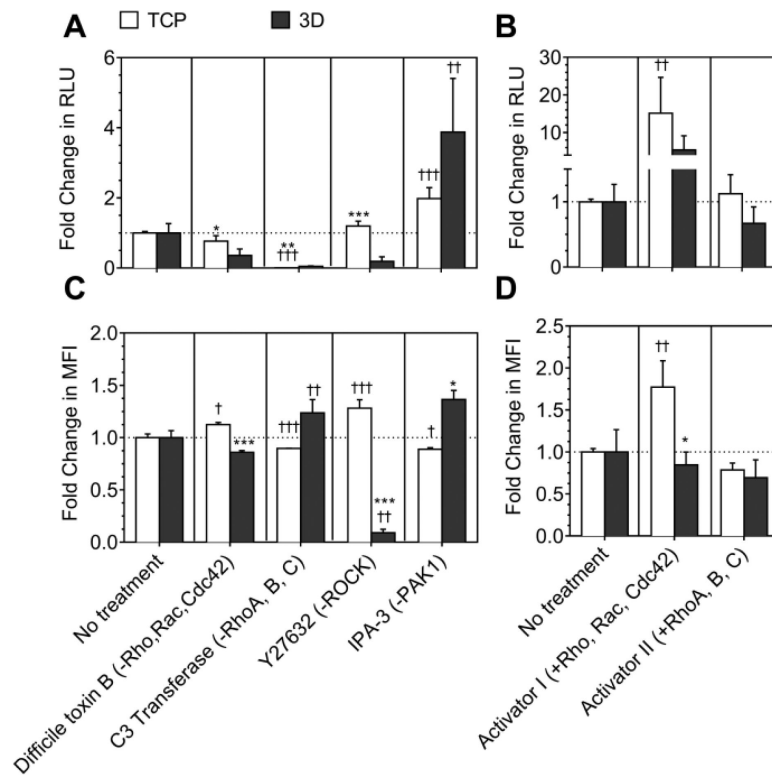 A
TCP
3D
B
Fold Change in RLU
6
4
2
0
*
**
†††
***
†††
††
Fold Change in RLU
30
20
10
1
0
††
C
D
Fold Change in MFI
2.0
1.5
1.0
0.5
0.0
†
***
†††
††
†††
***
††
†
*
Fold Change in MFI
2.5
2.0
1.5
1.0
0.5
0.0
††
*
No treatment
Difficile toxin B (-Rho,Rac, Cdc42)
C3 Transferase (-RhoA, B, C)
Y27632 (-ROCK)
IPA-3 (-PAK1)
No treatment
Activator I (+Rho, Rac, Cdc42)
Activator II (+RhoA, B, C)